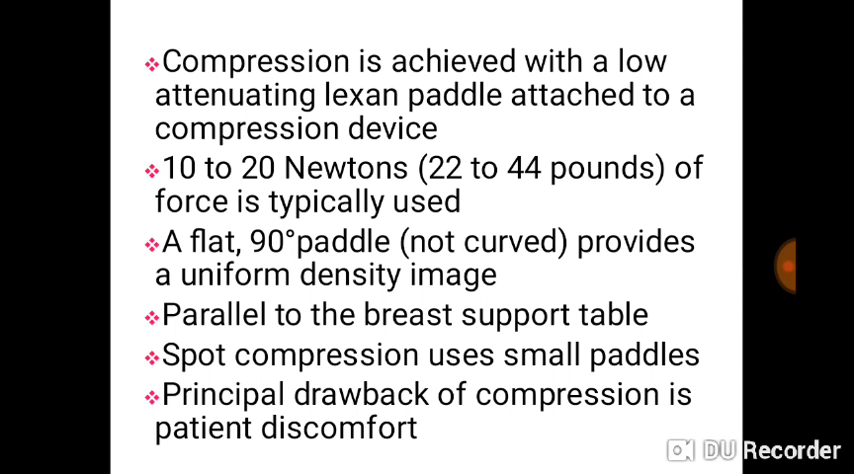 Compression is achieved with a low
attenuating lexan paddle attached to a
compression device
10 to 20 Newtons (22 to 44 pounds) of
force is typically used
A flat, 90°paddle (not curved) provides
a uniform density image
Parallel to the breast support table
Spot compression uses small paddles
Principal drawback of compression is
patient discomfort
DU Recorder